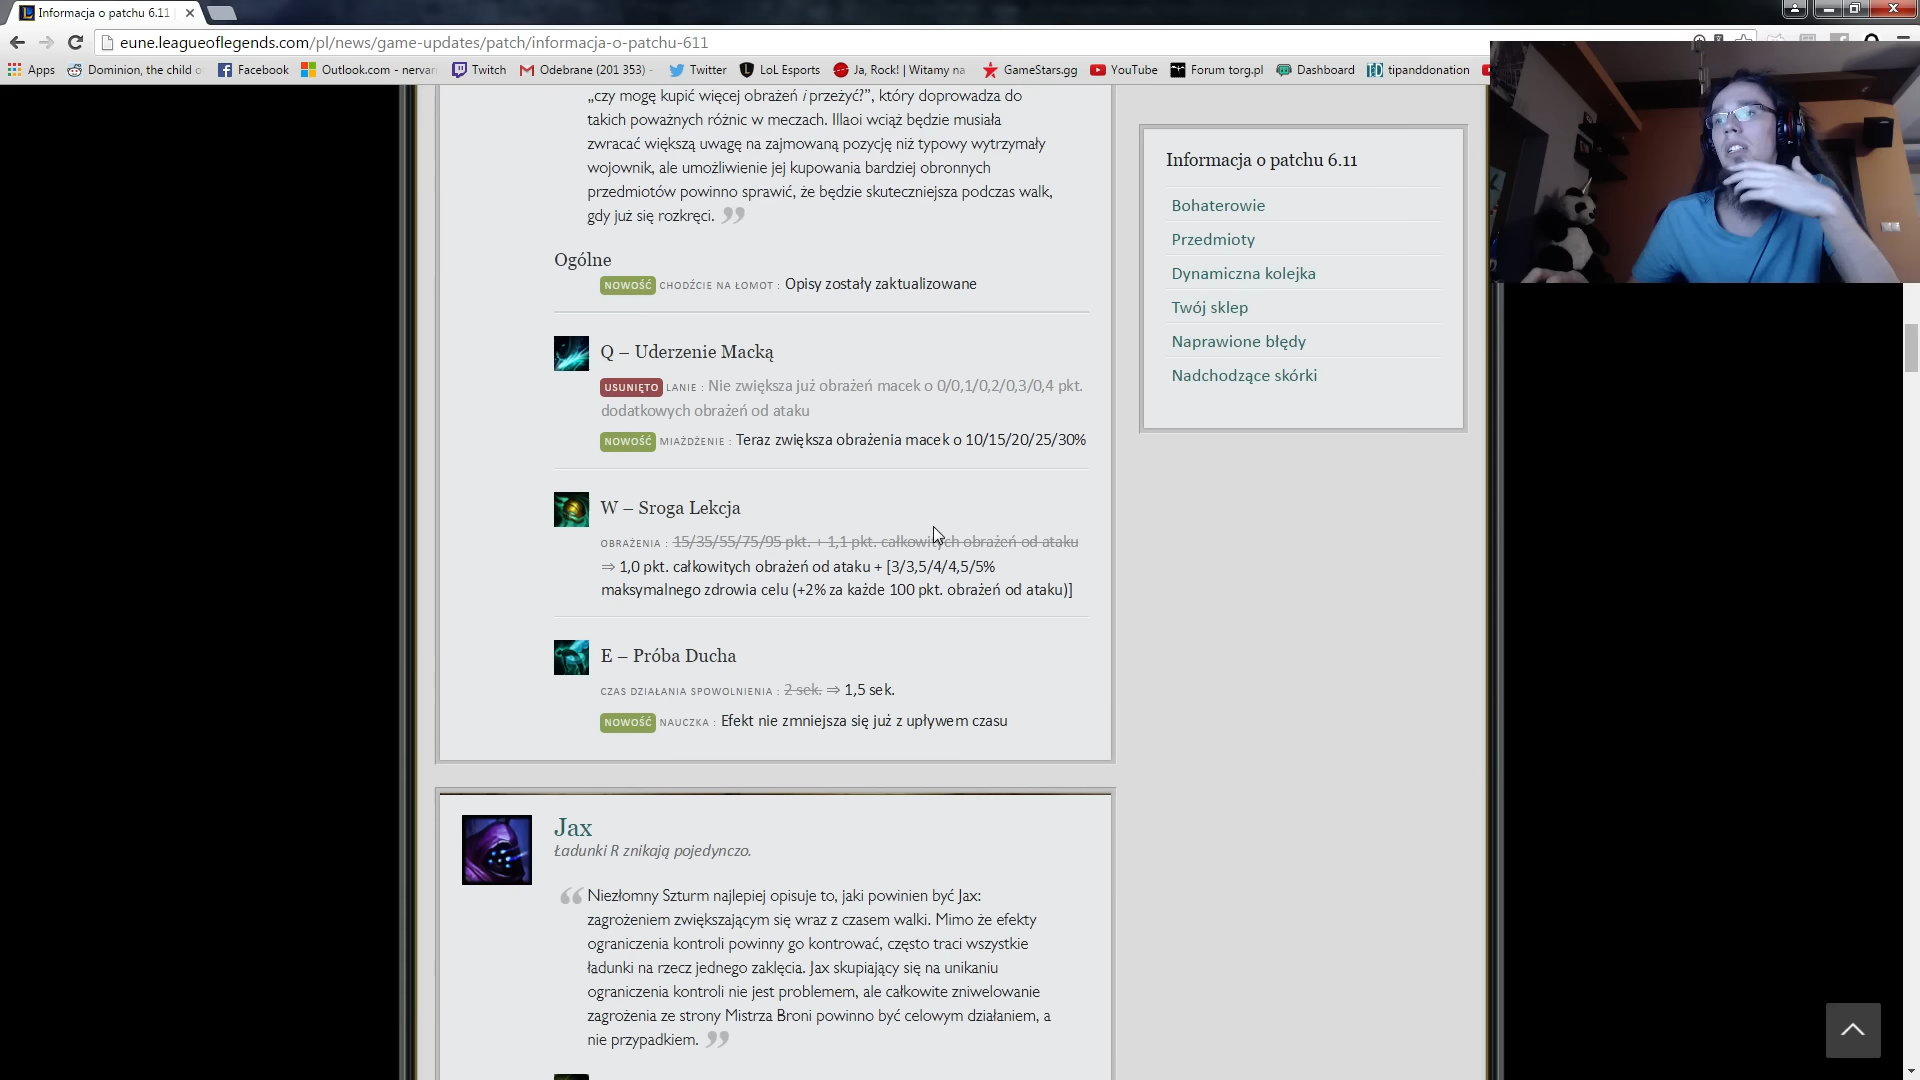 Informacja o patchu 6.11
eune.leagueoflegends.com/pl/news/game-updates/patch/informacja-o-patchu-611
Apps Dominion, the child o Facebook Outlook.com - nervar Twitch Odebrane (201 353) - Twitter LoL Esports Ja, Rock! | Witamy na GameStars.gg YouTube Forum torg.pl Dashboard tipanddonation
„czy mogę kupić więcej obrażeń i przeżyć?”, który doprowadza do
takich poważnych różnic w meczach. Illaoi wciąż będzie musiała
zwracać większą uwagę na zajmowaną pozycję niż typowy wytrzymały
wojownik, ale umożliwienie jej kupowania bardziej obronnych
przedmiotów powinno sprawić, że będzie skuteczniejsza podczas walk,
gdy już się rozkręci.
Ogólne
NOWOŚĆ CHODŹCIE NA ŁOMOT : Opisy zostały zaktualizowane
Q – Uderzenie Macką
USUNIĘTO LANIE : Nie zwiększa już obrażeń macek o 0/0,1/0,2/0,3/0,4 pkt.
dodatkowych obrażeń od ataku
NOWOŚĆ MIAŻDŻENIE : Teraz zwiększa obrażenia macek o 10/15/20/25/30%
W – Sroga Lekcja
OBRAŻENIA : 15/35/55/75/95 pkt. + 1,1 pkt. całkowitych obrażeń od ataku
⇒ 1,0 pkt. całkowitych obrażeń od ataku + [3/3,5/4/4,5/5%
maksymalnego zdrowia celu (+2% za każde 100 pkt. obrażeń od ataku)]
E – Próba Ducha
CZAS DZIAŁANIA SPOWOLNIENIA : 2 sek. ⇒ 1,5 sek.
NOWOŚĆ NAUCZKA : Efekt nie zmniejsza się już z upływem czasu
Jax
Ładunki R znikają pojedynczo.
“ Niezłomny Szturm najlepiej opisuje to, jaki powinien być Jax:
zagrożeniem zwiększającym się wraz z czasem walki. Mimo że efekty
ograniczenia kontroli powinny go kontrować, często traci wszystkie
ładunki na rzecz jednego zaklęcia. Jax skupiający się na unikaniu
ograniczenia kontroli nie jest problemem, ale całkowite zniwelowanie
zagrożenia ze strony Mistrza Broni powinno być celowym działaniem, a
nie przypadkiem. ”
Informacja o patchu 6.11
Bohaterowie
Przedmioty
Dynamiczna kolejka
Twój sklep
Naprawione błędy
Nadchodzące skórki